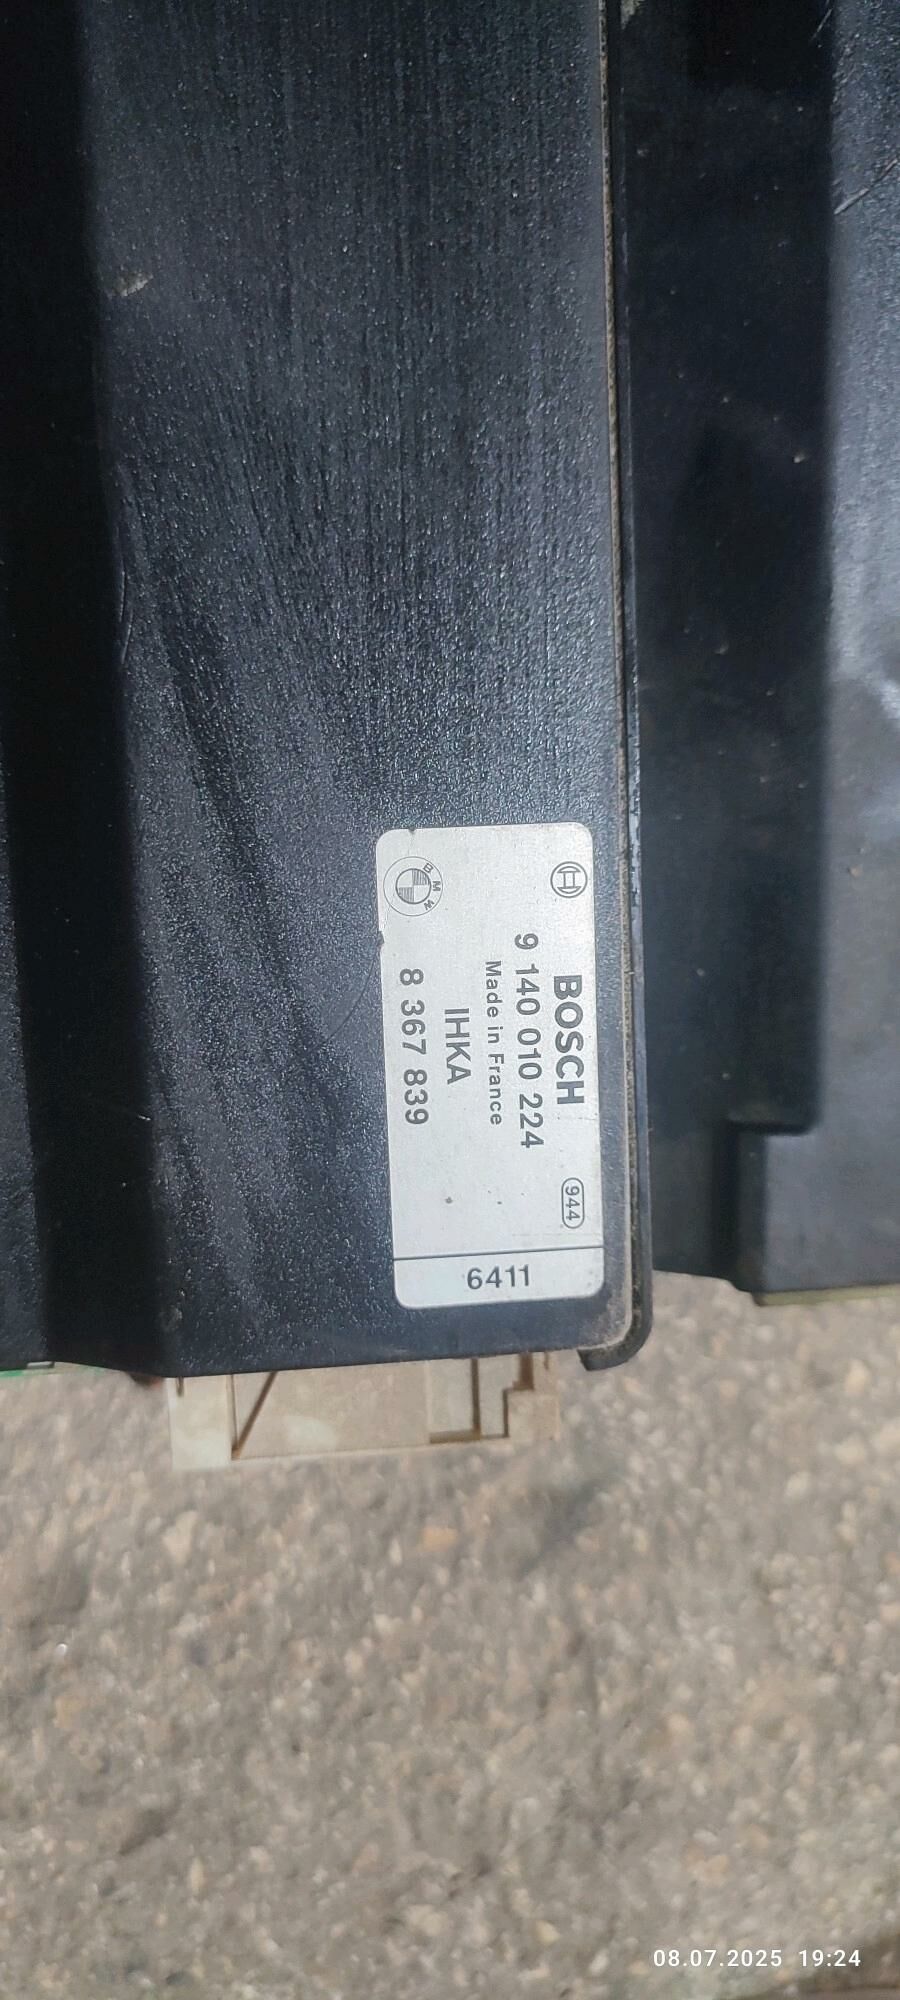 BOSCH
9 140 010 224
Made in France
IHKA
8 367 839
944
6411
BMW
08.07.2025 19:24